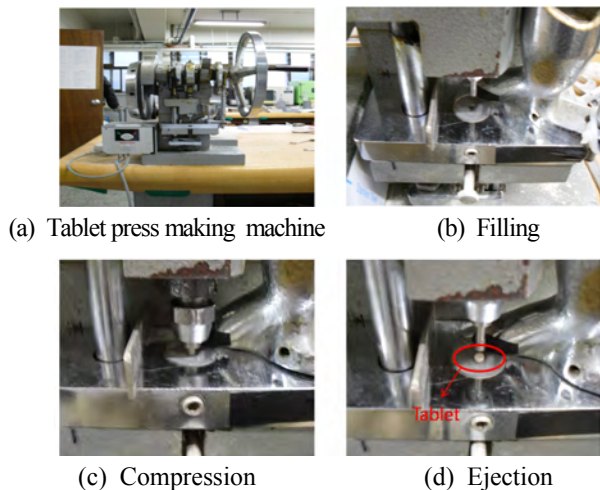 (a) Tablet press making machine
(b) Filling
Tablet
(c) Compression
(d) Ejection